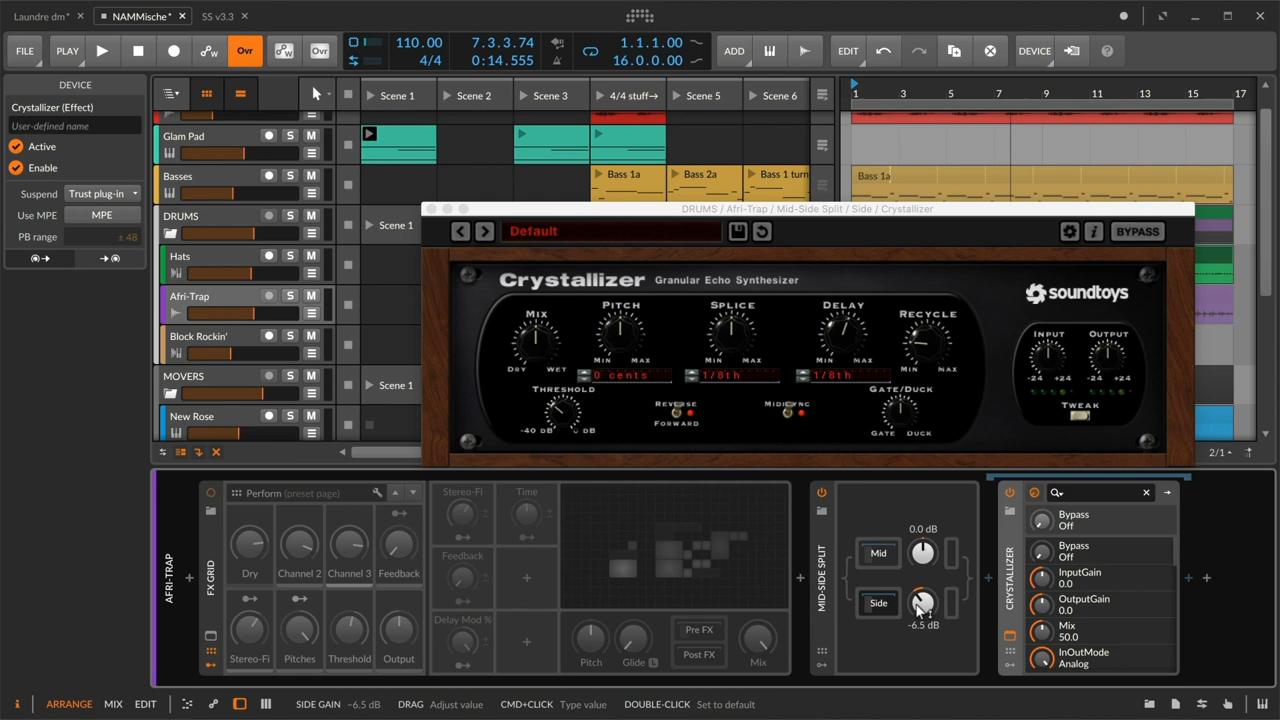 Laundre dm* ×
■ NAMMische* ×
SS v3.3 ×
FILE
PLAY
Ovr
Ovr
110.00
4/4
7.3.3.74
0:14.555
1.1.1.00
16.0.0.00
ADD
EDIT
DEVICE
?
DEVICE
Crystallizer (Effect)
User-defined name
Active
Enable
Suspend Trust plug-in
Use MPE MPE
PB range ± 48
Scene 1
Scene 2
Scene 3
4/4 stuff→
Scene 5
Scene 6
1 3 5 7 9 11 13 15 17
Glam Pad S M
Basses S M
Bass 1a
Bass 2a
Bass 1 turn
Bass 1a
DRUMS S M
Scene 1
Hats S M
Afri-Trap S M
Block Rockin' S M
MOVERS S M
Scene 1
New Rose S M
2/1
DRUMS / Afri-Trap / Mid-Side Split / Side / Crystallizer
Default
i
BYPASS
Crystallizer Granular Echo Synthesizer
soundtoys
MIX
DRY WET
PITCH
MIN MAX
0 cents
SPLICE
MIN MAX
1/8th
DELAY
MIN MAX
1/8th
RECYCLE
MIN MAX
THRESHOLD
-40 dB 0 dB
REVERSE
FORWARD
MIDI SYNC
GATE/DUCK
GATE DUCK
INPUT OUTPUT
-24 +24 -24 +24
TWEAK
AFRI-TRAP
FXGRID
Perform (preset page)
Dry
Channel 2
Channel 3
Feedback
Stereo-Fi
Pitches
Threshold
Output
Stereo-Fi
Time
Feedback
Delay Mod %
Pitch
Glide L
Pre FX
Post FX
Mix
MID-SIDE SPLIT
0.0 dB
Mid
Side
-6.5 dB
CRYSTALLIZER
Bypass
Off
Bypass
Off
InputGain
0.0
OutputGain
0.0
Mix
50.0
InOutMode
Analog
i
ARRANGE MIX EDIT
SIDE GAIN −6.5 dB
DRAG Adjust value
CMD+CLICK Type value
DOUBLE-CLICK Set to default